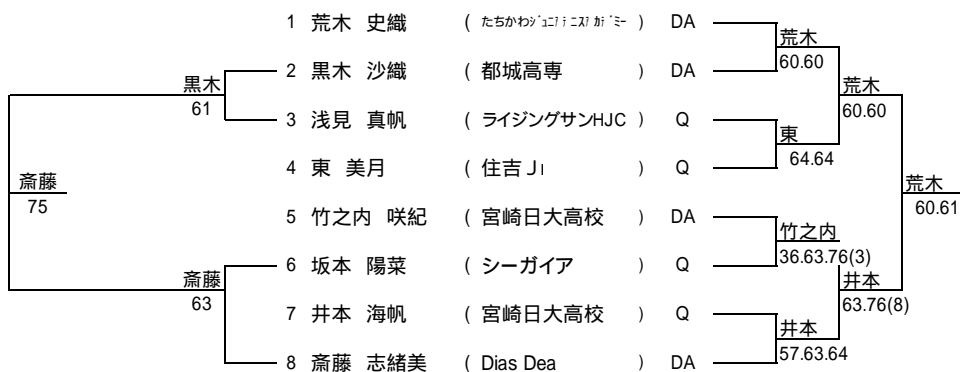 1 荒木 史織 ( たちかわｼﾞｭﾆｱﾃﾆｽｱｶﾃﾞﾐｰ ) DA
荒木
60.60
黒木
61
2 黒木 沙織 ( 都城高専 ) DA
荒木
60.60
3 浅見 真帆 ( ライジングサンHJC ) Q
東
64.64
4 東 美月 ( 住吉Jr ) Q
斎藤
75
荒木
60.61
5 竹之内 咲紀 ( 宮崎日大高校 ) DA
竹之内
36.63.76(3)
6 坂本 陽菜 ( シーガイア ) Q
斎藤
63
井本
63.76(8)
7 井本 海帆 ( 宮崎日大高校 ) Q
井本
57.63.64
8 斎藤 志緒美 ( Dias Dea ) DA